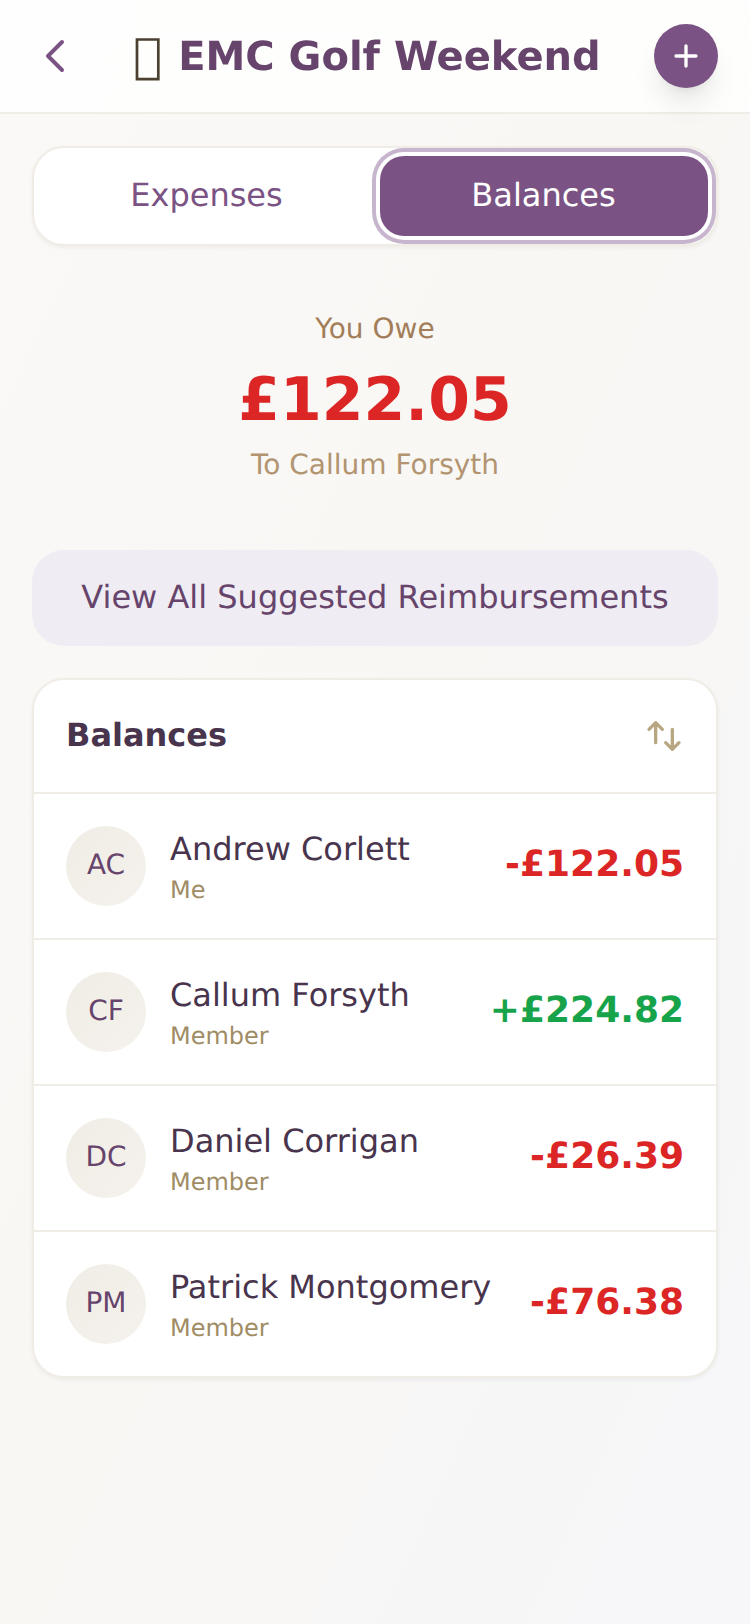 EMC Golf Weekend
Expenses
Balances
You Owe
£122.05
To Callum Forsyth
View All Suggested Reimbursements
Balances
AC
Andrew Corlett
Me
-£122.05
CF
Callum Forsyth
Member
+£224.82
DC
Daniel Corrigan
Member
-£26.39
PM
Patrick Montgomery
Member
-£76.38